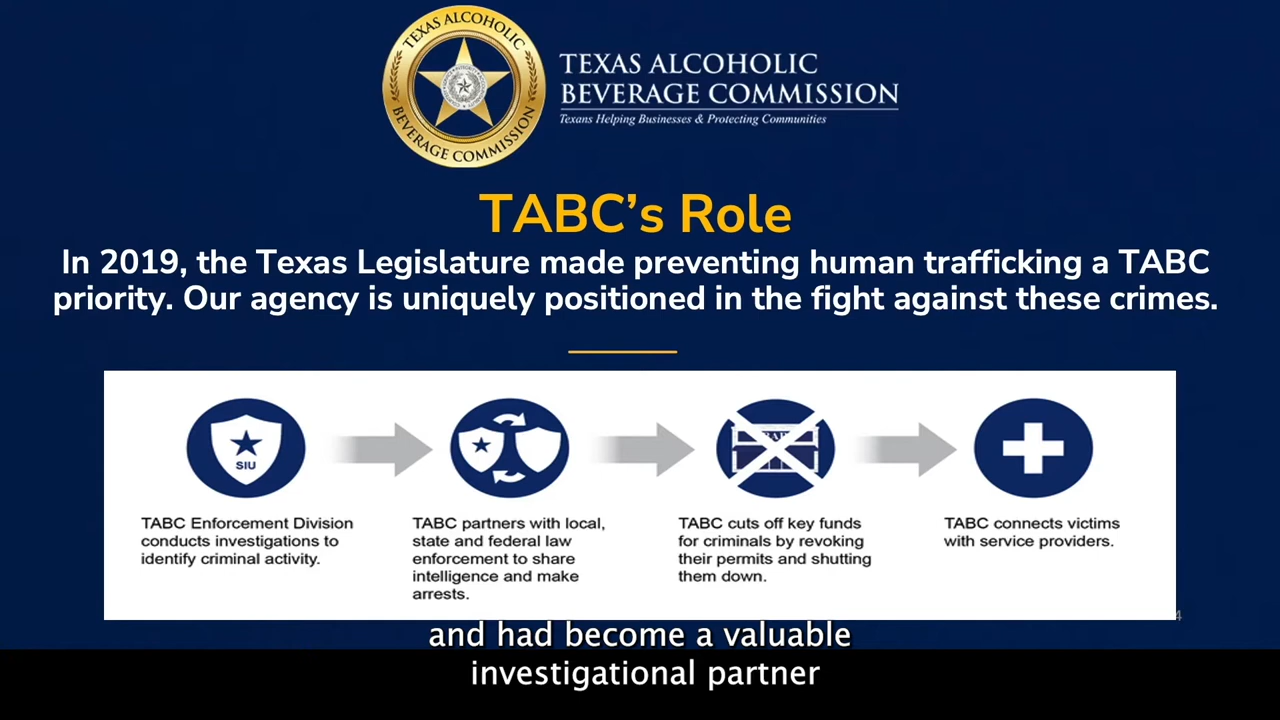 TEXAS ALCOHOLIC
BEVERAGE COMMISSION
TEXAS ALCOHOLIC
BEVERAGE COMMISSION
Texans Helping Businesses & Protecting Communities
TABC’s Role
In 2019, the Texas Legislature made preventing human trafficking a TABC
priority. Our agency is uniquely positioned in the fight against these crimes.
SIU
TABC Enforcement Division
conducts investigations to
identify criminal activity.
TABC partners with local,
state and federal law
enforcement to share
intelligence and make
arrests.
TABC cuts off key funds
for criminals by revoking
their permits and shutting
them down.
TABC connects victims
with service providers.
4
and had become a valuable
investigational partner